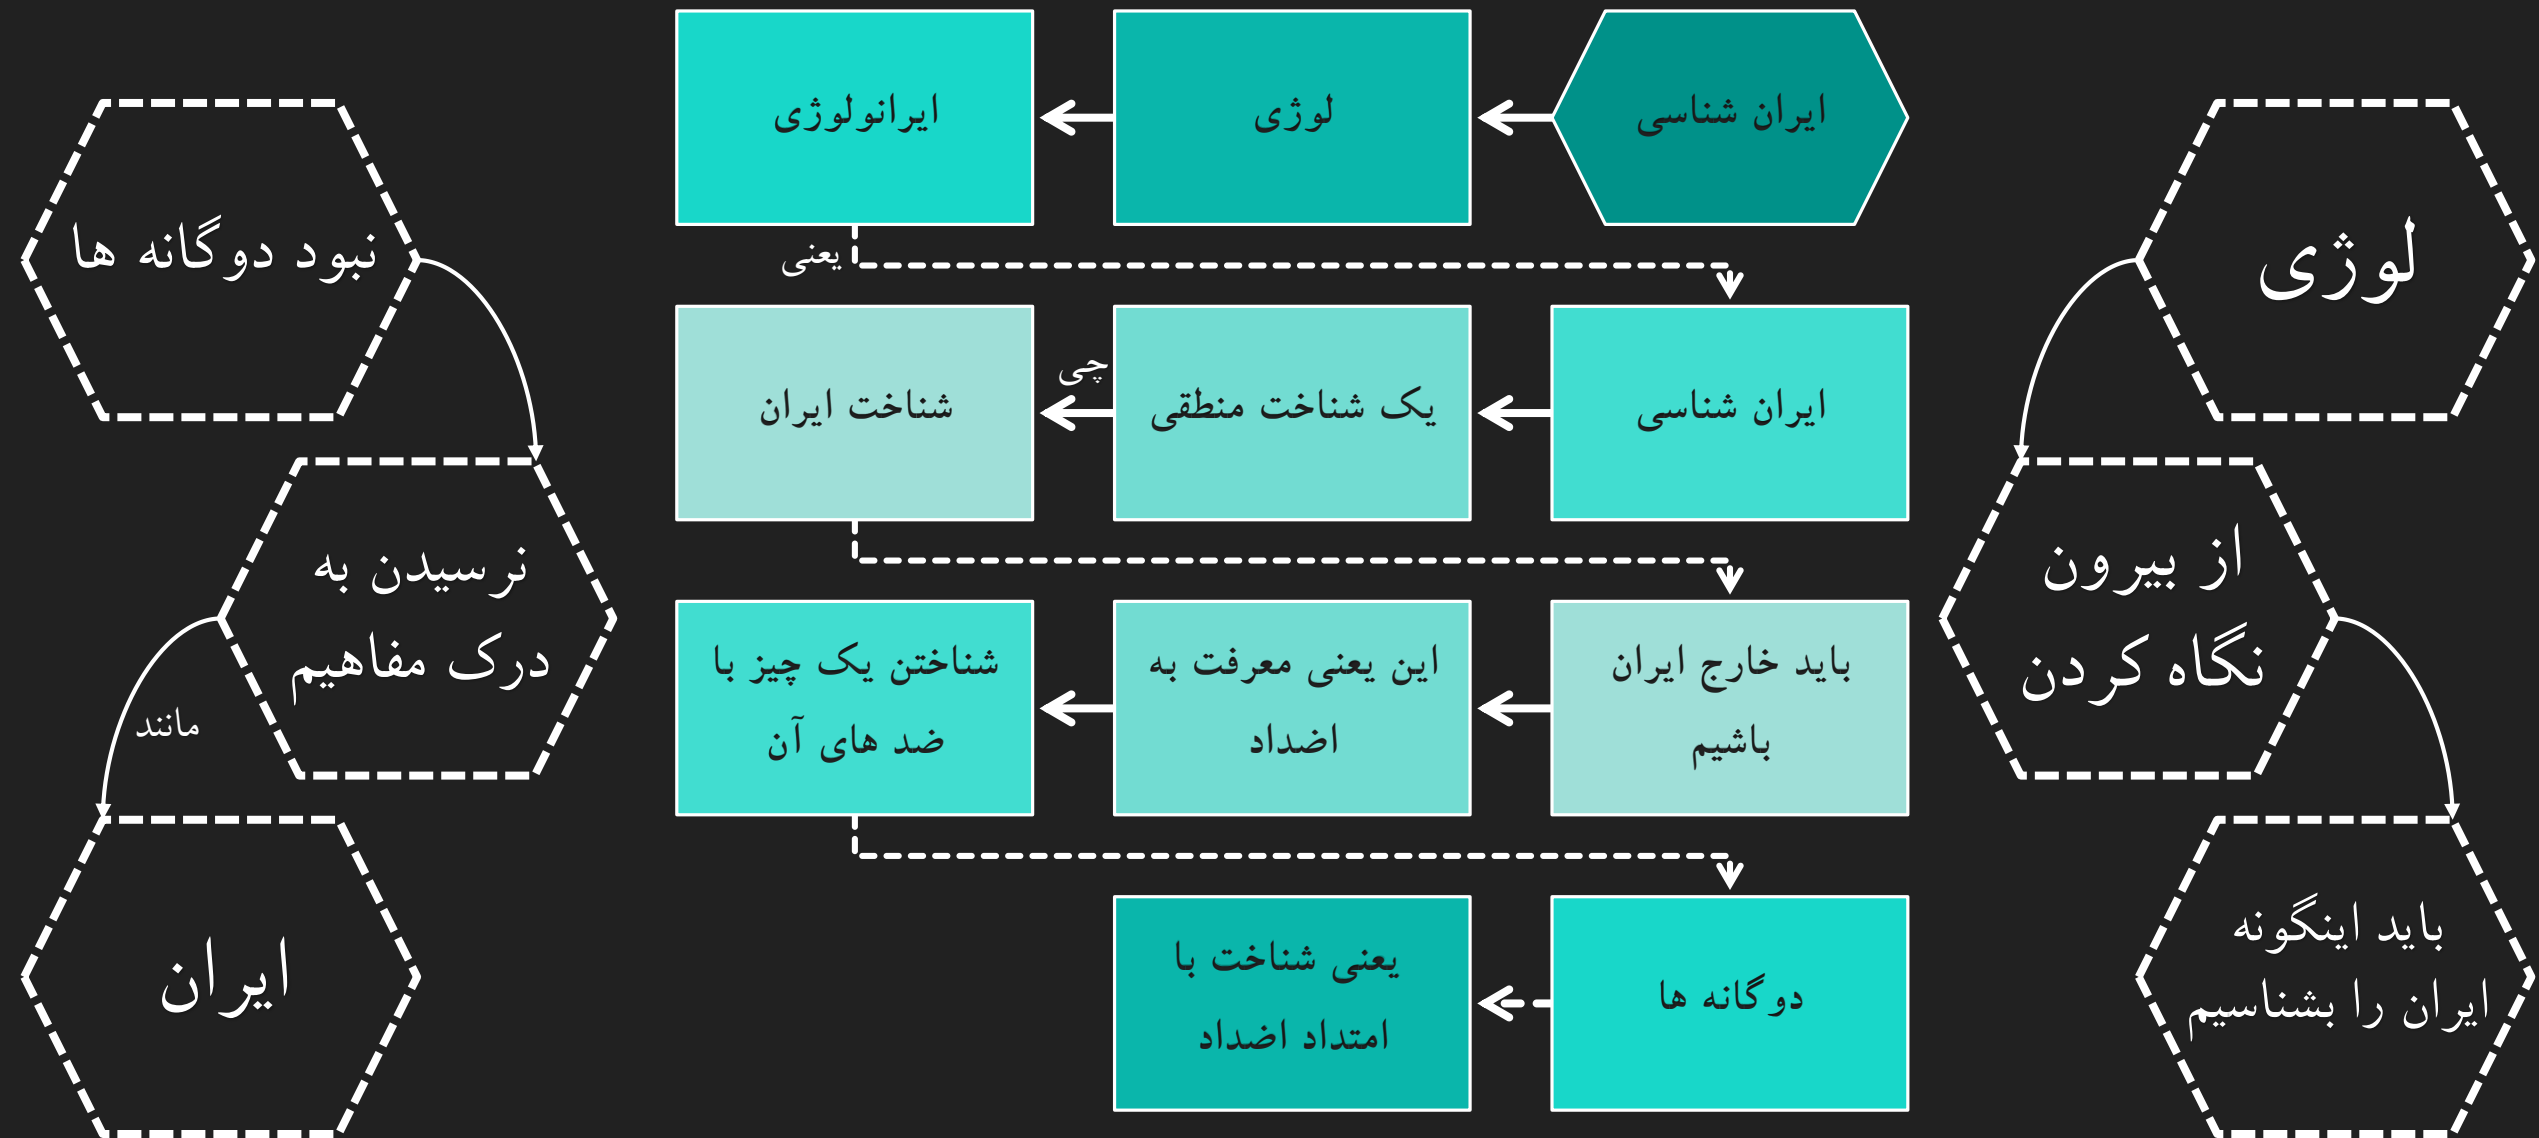 ایران شناسی
لوژی
ایرانولوژی
یعنی
ایران شناسی
یک شناخت منطقی
چی
شناخت ایران
باید خارج ایران
باشیم
این یعنی معرفت به
اضداد
شناختن یک چیز با
ضد های آن
دوگانه ها
یعنی شناخت با
امتداد اضداد
لوژی
از بیرون
نگاه کردن
باید اینگونه
ایران را بشناسیم
نبود دوگانه ها
نرسیدن به
درک مفاهیم
مانند
ایران